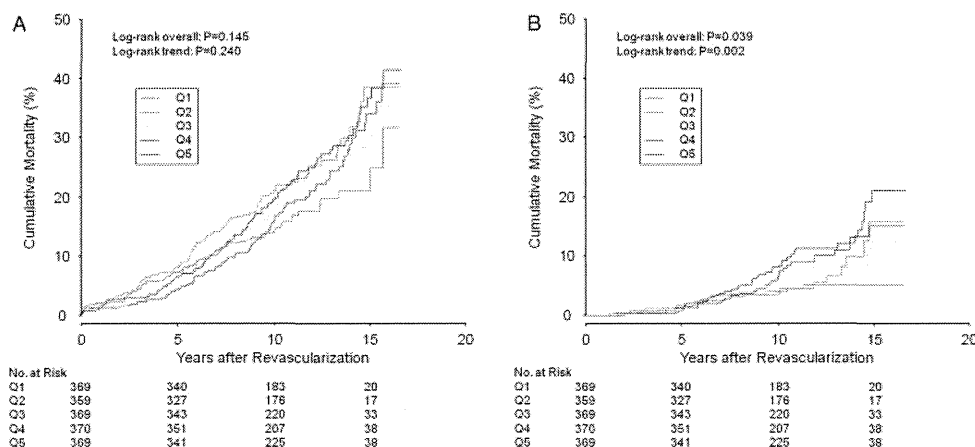 A
Log-rank overall: P=0.145
Log-rank trend: P=0.240
Q1
Q2
Q3
Q4
Q5
Cumulative Mortality (%)
50
40
30
20
10
0
0 5 10 15 20
Years after Revascularization
No. at Risk
Q1 369 340 183 20
Q2 359 327 176 17
Q3 369 343 220 33
Q4 370 351 207 38
Q5 369 341 225 38
B
Log-rank overall: P=0.039
Log-rank trend: P=0.002
Q1
Q2
Q3
Q4
Q5
Cumulative Mortality (%)
50
40
30
20
10
0
0 5 10 15 20
Years after Revascularization
No. at Risk
Q1 369 340 183 20
Q2 359 327 176 17
Q3 369 343 220 33
Q4 370 351 207 38
Q5 369 341 225 38